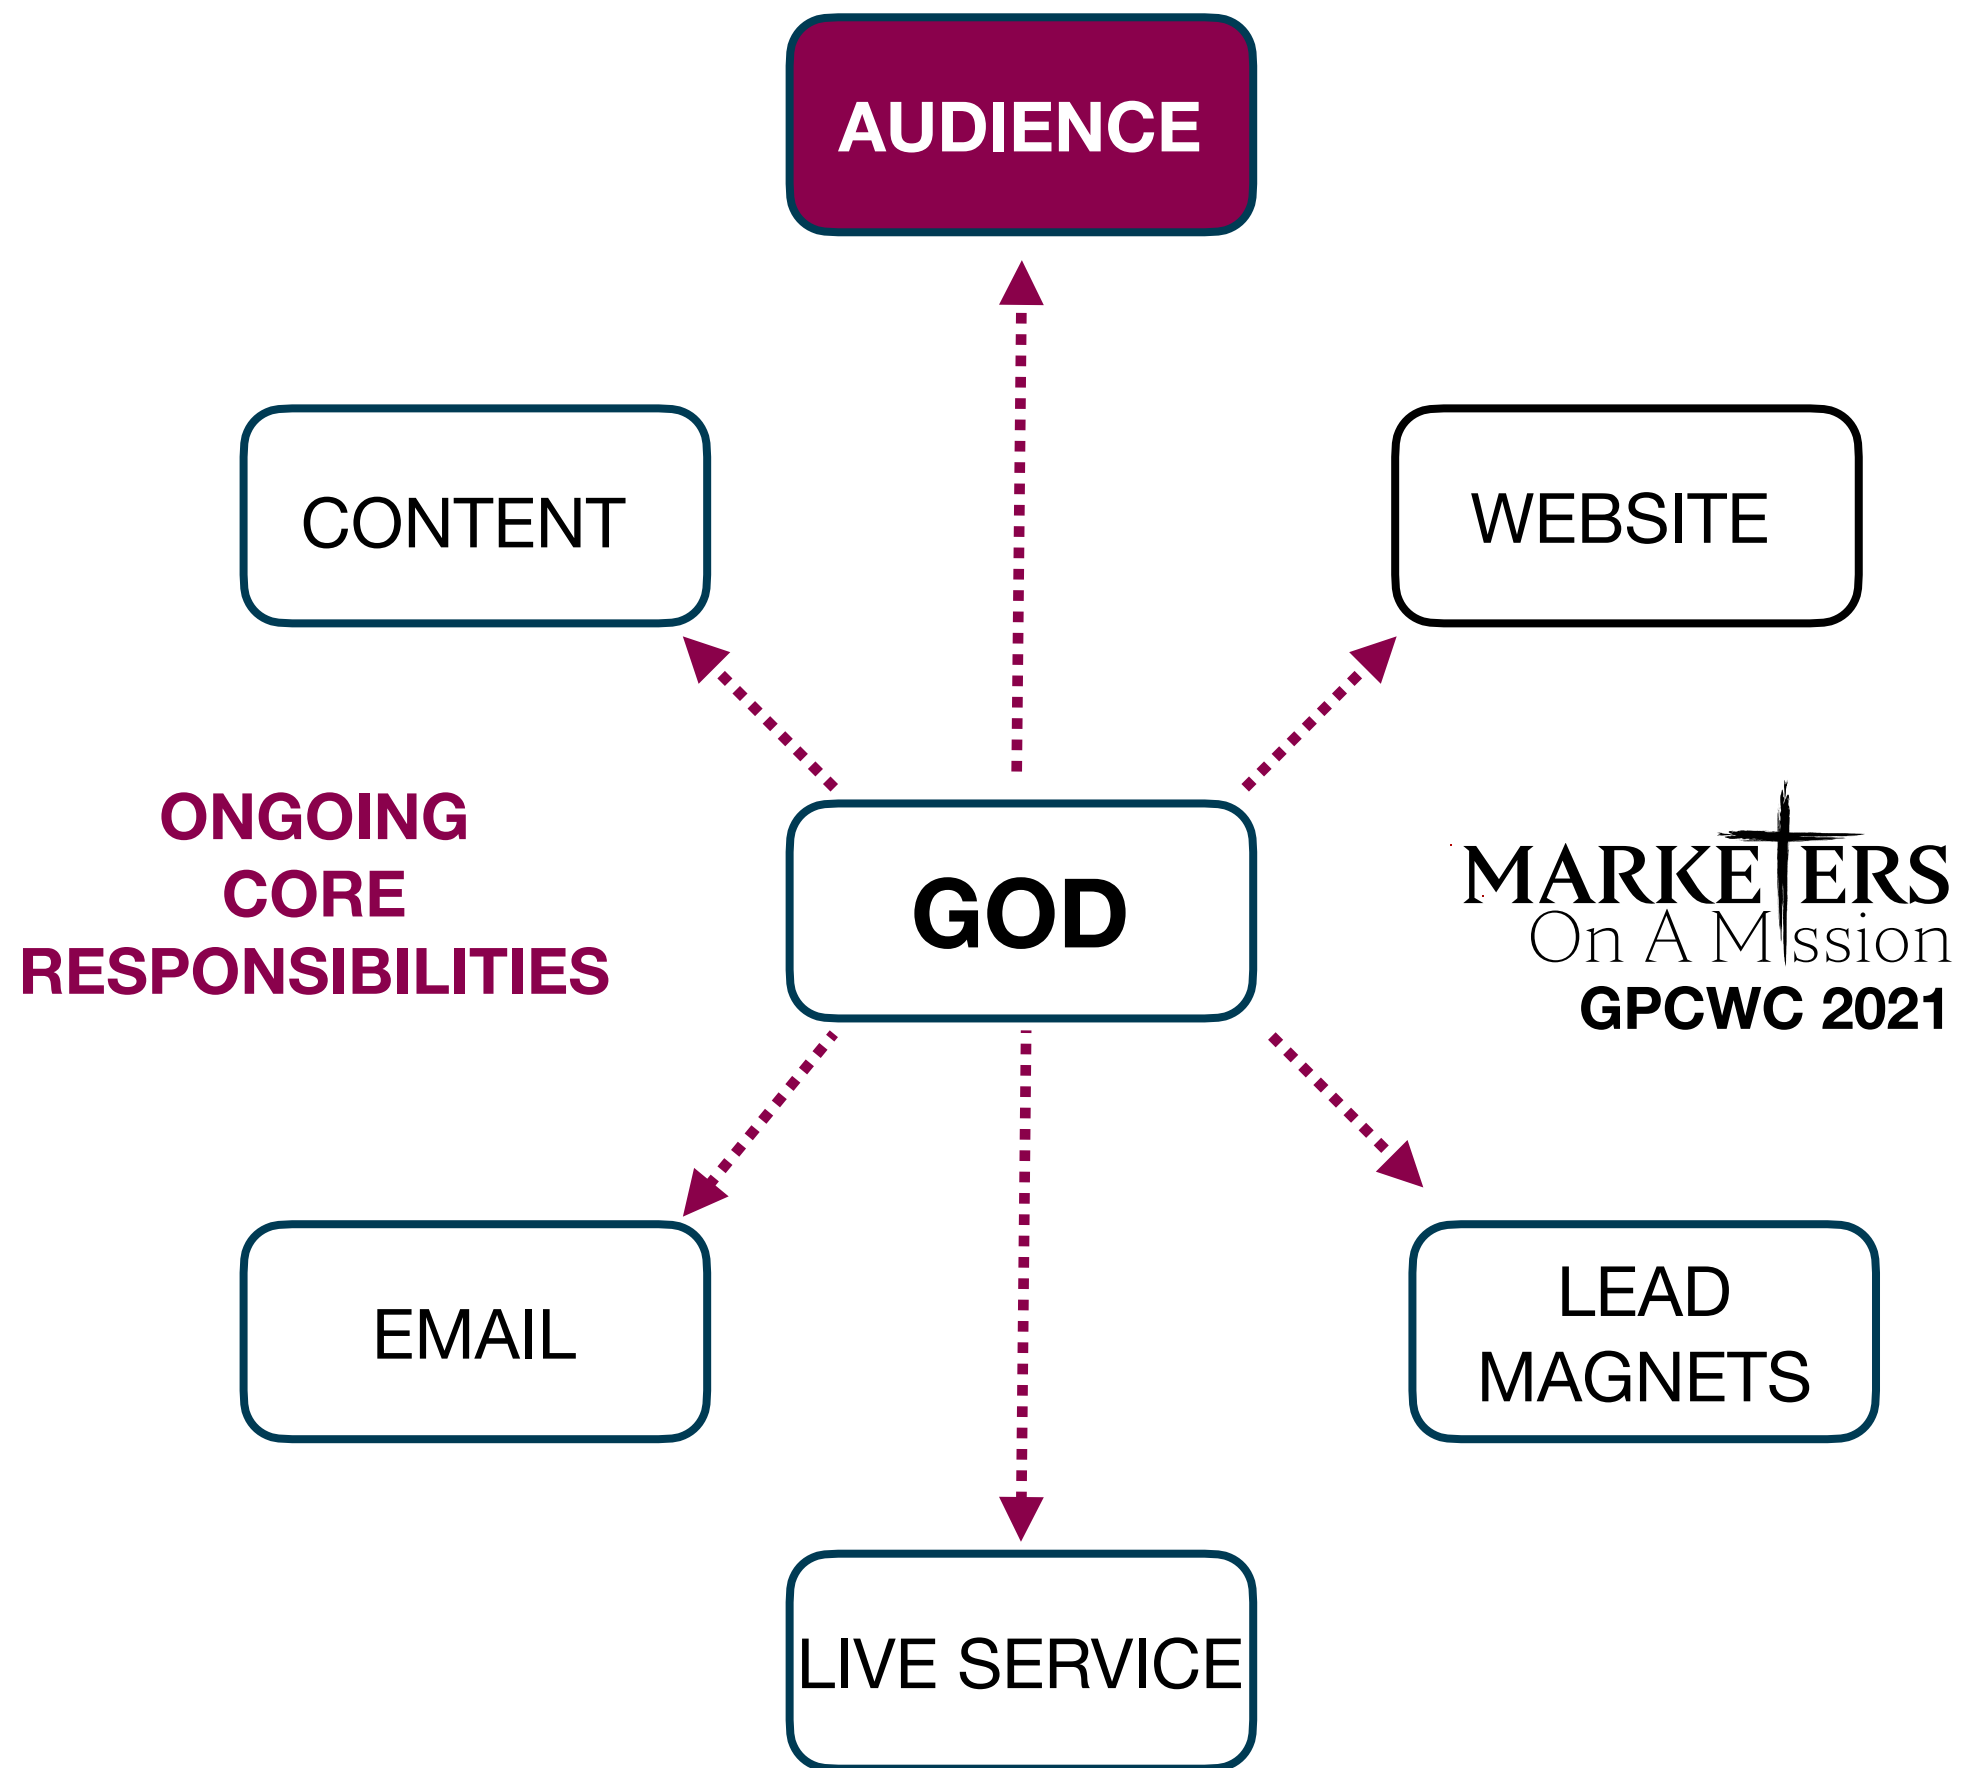 AUDIENCE
CONTENT
WEBSITE
ONGOING
CORE
RESPONSIBILITIES
GOD
MARKETERS
On A Mission
GPCWC 2021
EMAIL
LEAD
MAGNETS
LIVE SERVICE